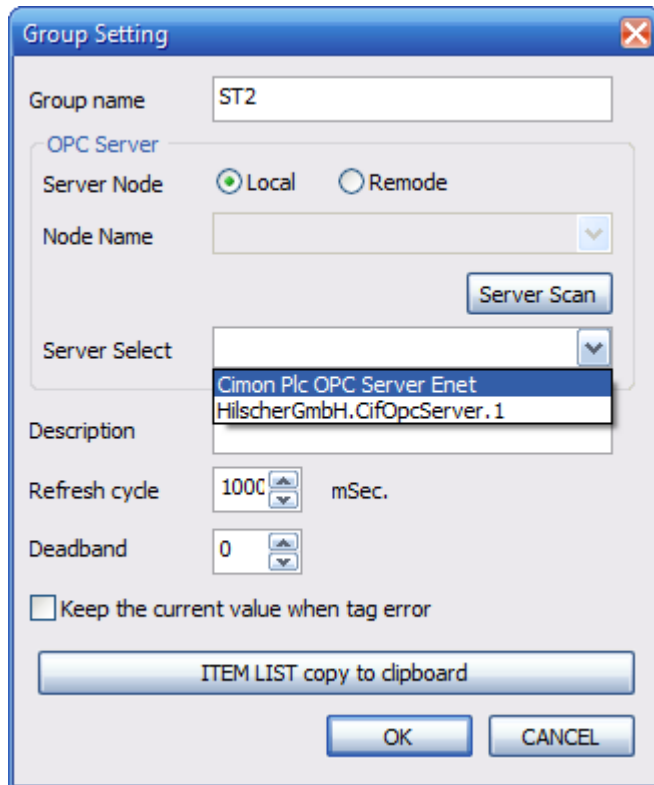 Group Setting
Group name ST2
OPC Server
Server Node Local Remode
Node Name
Server Scan
Server Select
Cimon Plc OPC Server Enet
HilscherGmbH.CifOpcServer.1
Description
Refresh cycle 1000 mSec.
Deadband 0
Keep the current value when tag error
ITEM LIST copy to clipboard
OK CANCEL